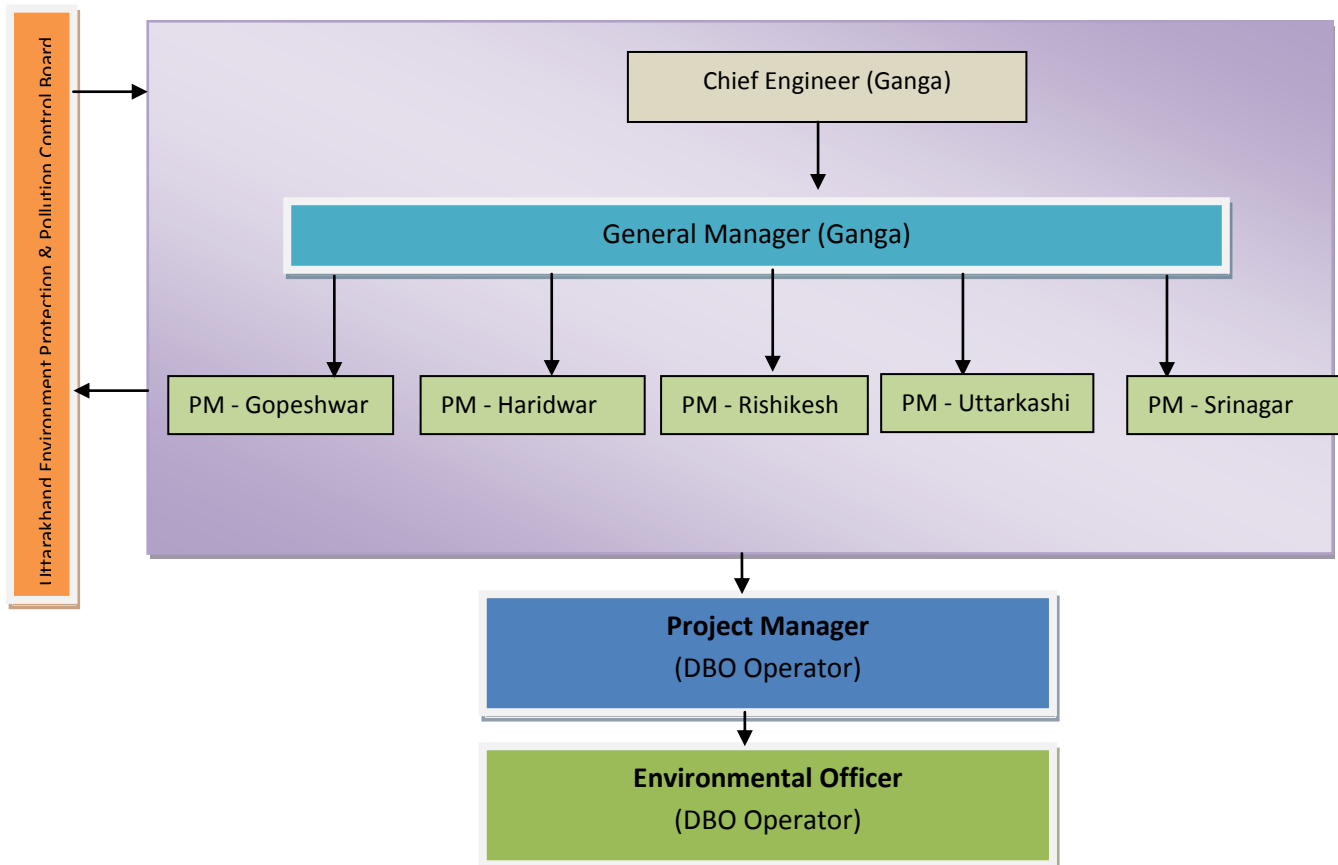 Uttarakhand Environment Protection & Pollution Control Board
Chief Engineer (Ganga)
General Manager (Ganga)
PM - Gopeshwar
PM - Haridwar
PM - Rishikesh
PM - Uttarkashi
PM - Srinagar
Project Manager
(DBO Operator)
Environmental Officer
(DBO Operator)